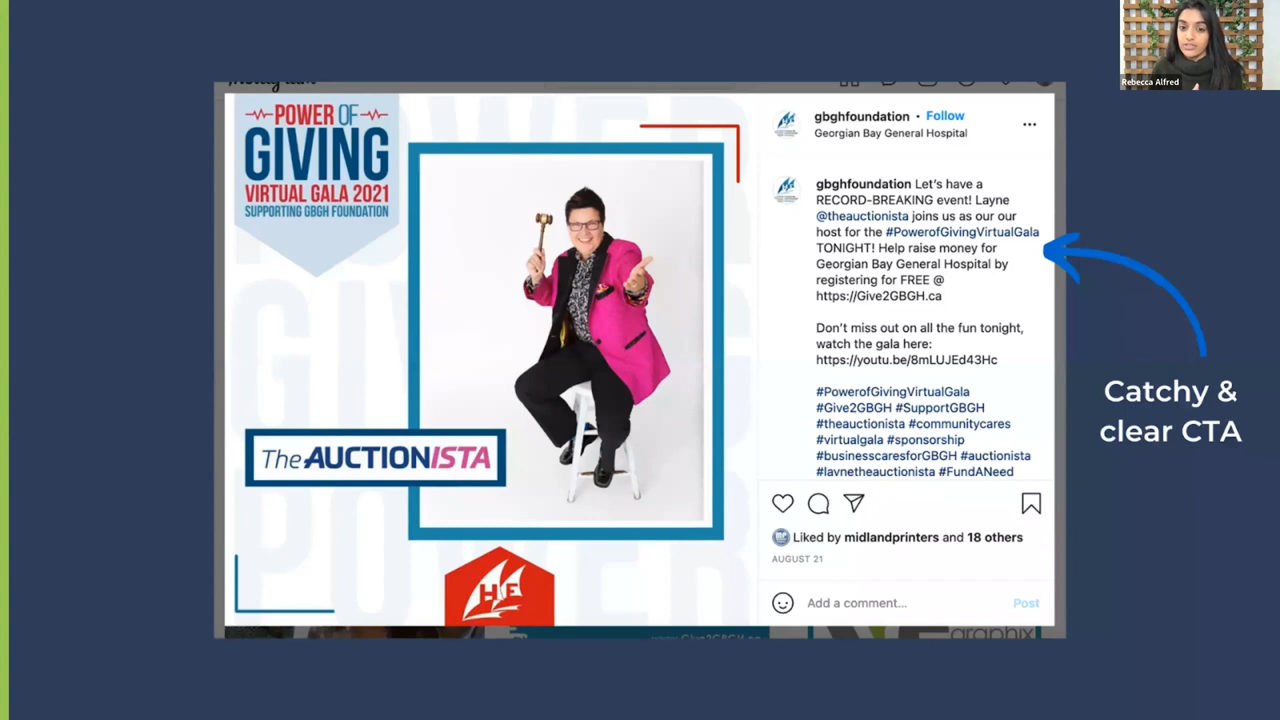 Rebecca Alfred
POWER OF
GIVING
VIRTUAL GALA 2021
SUPPORTING GBGH FOUNDATION
The AUCTIONISTA
HF
gbghfoundation • Follow
Georgian Bay General Hospital
gbghfoundation Let's have a
RECORD-BREAKING event! Layne
@theauctionista joins us as our our
host for the #PowerofGivingVirtualGala
TONIGHT! Help raise money for
Georgian Bay General Hospital by
registering for FREE @
https://Give2GBGH.ca
Don't miss out on all the fun tonight,
watch the gala here:
https://youtu.be/8mLUJEd43Hc
#PowerofGivingVirtualGala
#Give2GBGH #SupportGBGH
#theauctionista #communitycares
#virtualgala #sponsorship
#businesscaresforGBGH #auctionista
#laynetheauctionista #FundANeed
Liked by midlandprinters and 18 others
AUGUST 21
Add a comment...
Post
Catchy &
clear CTA
graphix